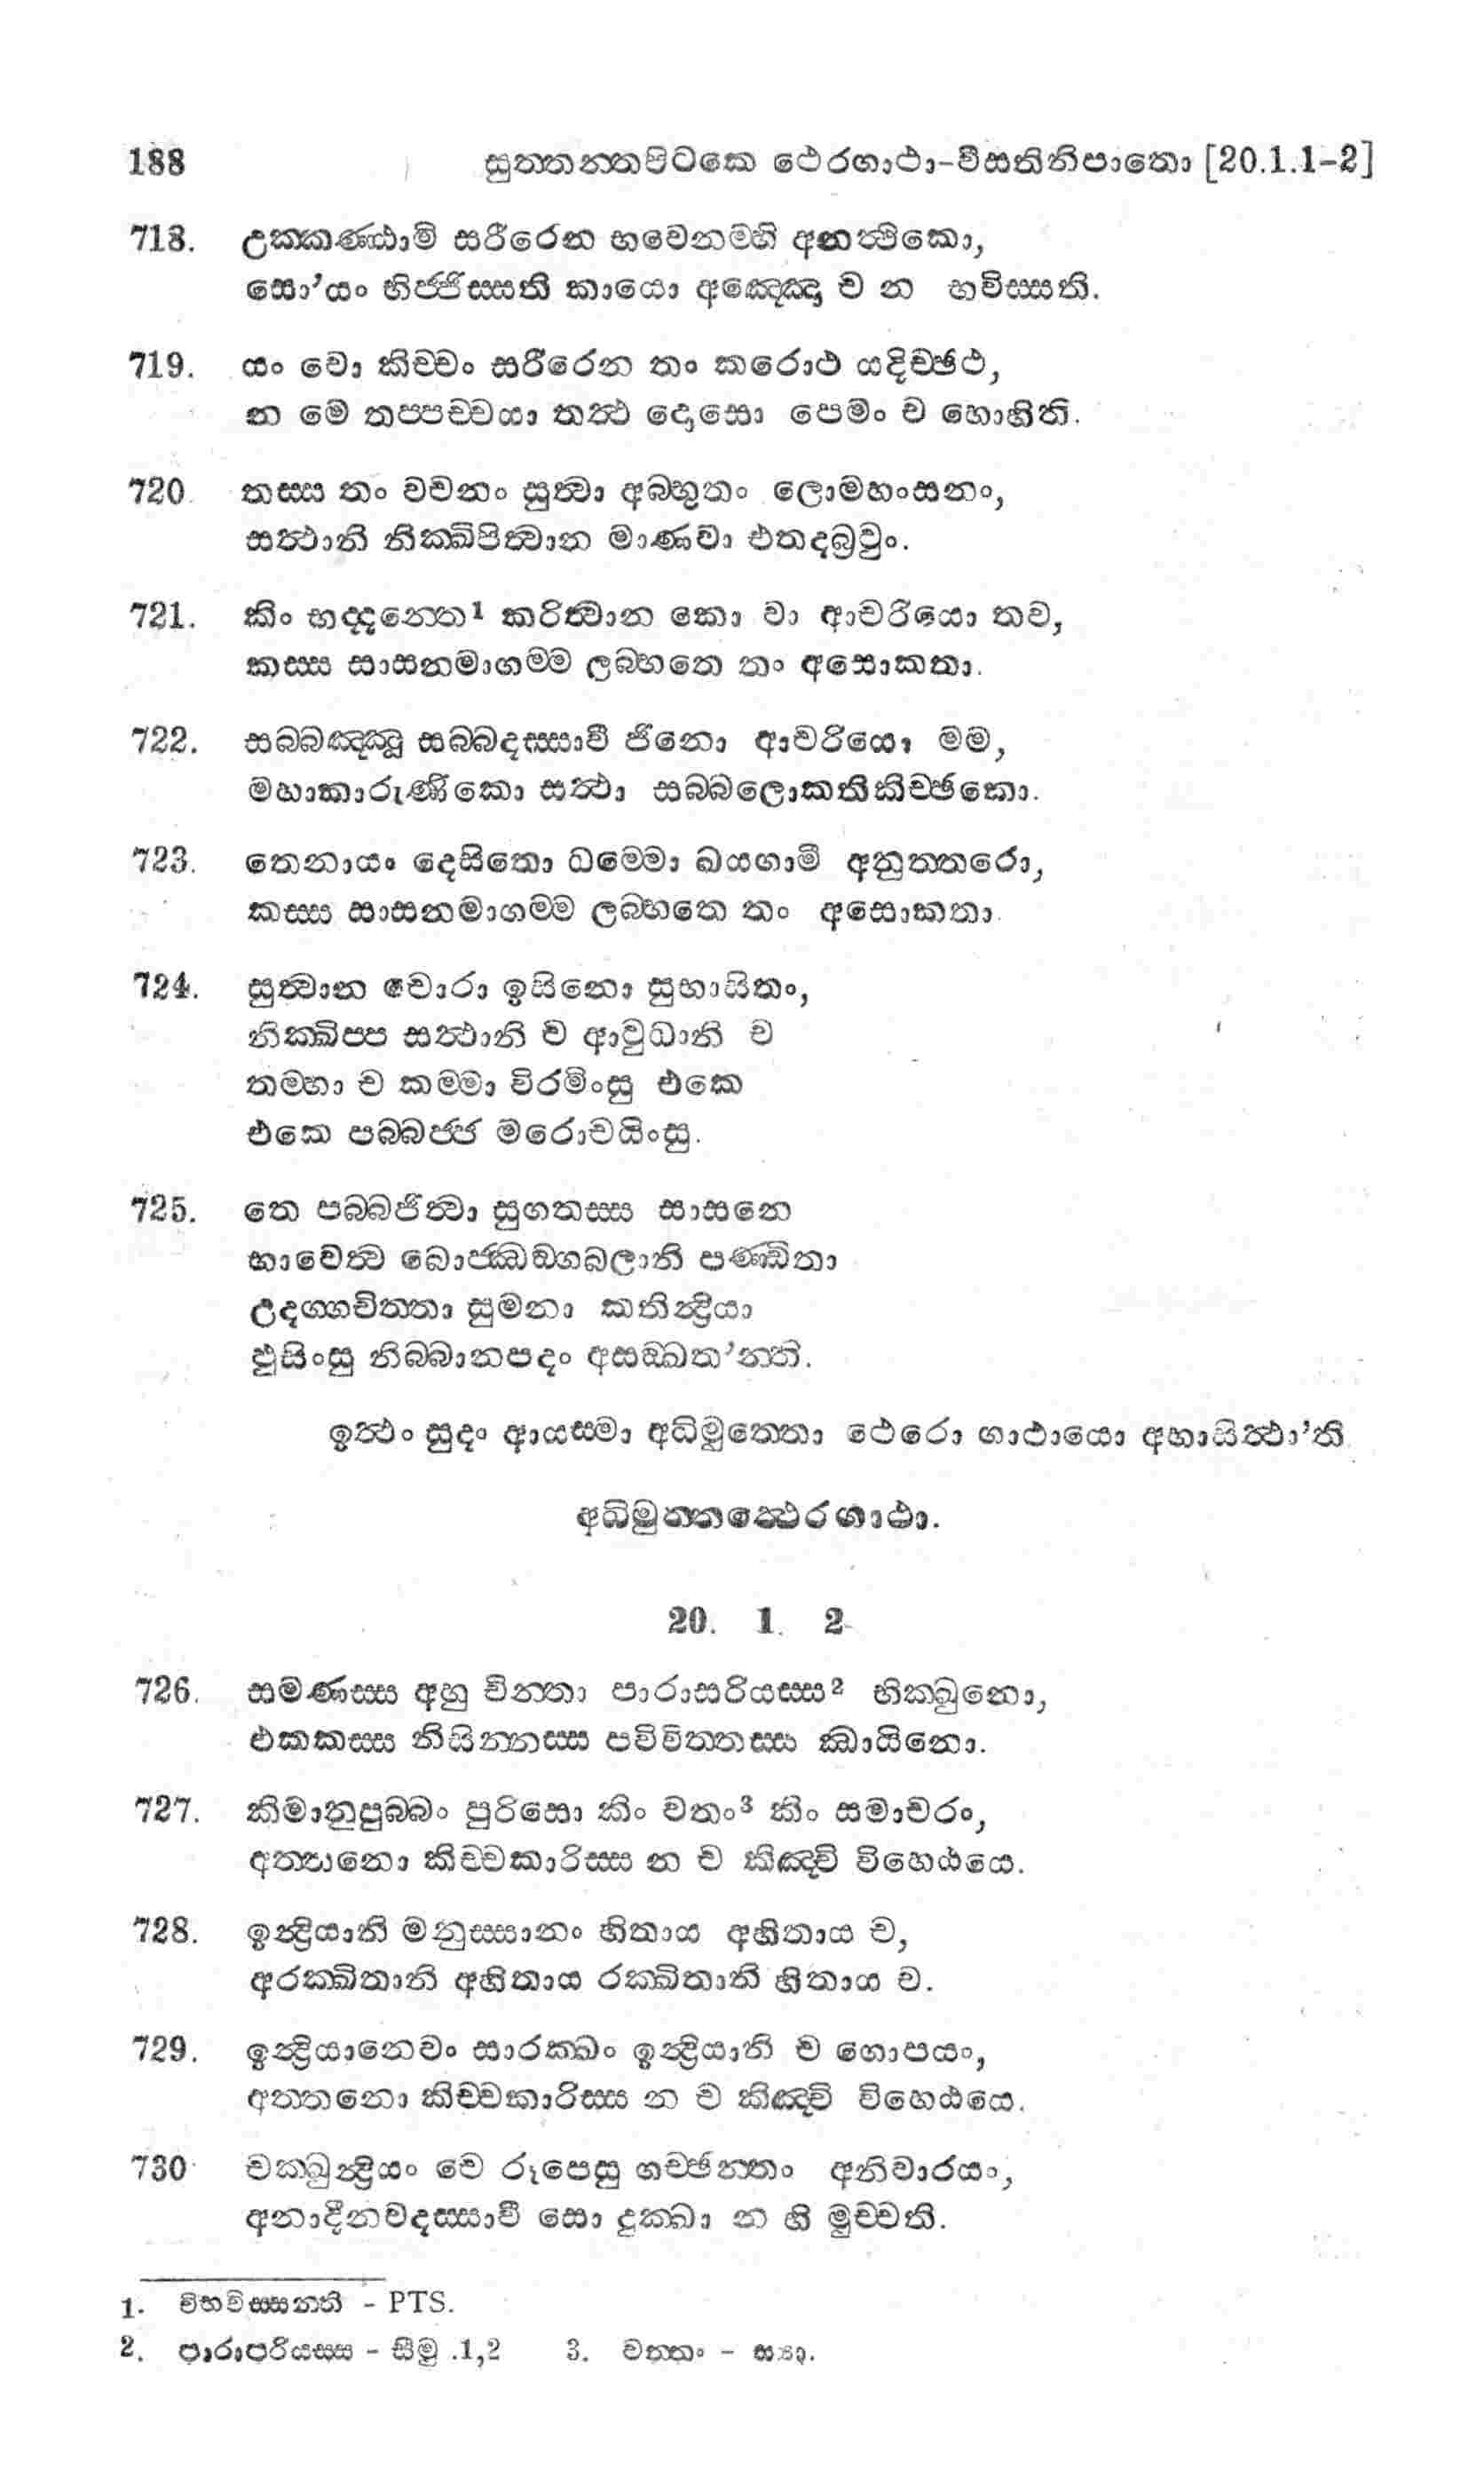 188 සුත්තන්තපිටකෙ ථෙරගාථා-වීසතිනිපාතො [20.1.1-2]
718. උක්කණ්ඨාමි සරීරෙන භවෙනම්හි අනත්ථිකො,
සො'යං භිජ්ජිස්සති කායො අඤ්ඤො ච න භවිස්සති.
719. යං වො කිච්චං සරීරෙන තං කරොථ යදිච්ඡථ,
න මෙ තප්පච්චයා තත්ථ දොසො පෙමං ච හොහිති.
720. තස්ස තං වචනං සුත්වා අබ්භුතං ලොමහංසනං,
සත්ථානි නික්ඛිපිත්වාන මාණවා එතදබ්‍රවුං.
721. කිං භද්දන්තෙ1 කරිත්වාන කො වා ආචරියො තව,
කස්ස සාසනමාගම්ම ලබ්භතෙ තං අසොකතා.
722. සබ්බඤ්ඤූ සබ්බදස්සාවී ජිනො ආචරියො මම,
මහාකාරුණිකො සත්ථා සබ්බලොකතිකිච්ඡකො.
723. තෙනායං දෙසිතො ධම්මො ඛයගාමී අනුත්තරො,
කස්ස සාසනමාගම්ම ලබ්භතෙ තං අසොකතා.
724. සුත්වාන චොරා ඉසිනො සුභායිතං,
නික්ඛිප්ප සත්ථානි ච ආවුධානි ච
තම්හා ච කම්මා විරමිංසු එකෙ
එකෙ පබ්බජ්ජ මරොචයිංසු.
725. තෙ පබ්බජිත්වා සුගතස්ස සාසනෙ
භාවෙත්ව බොජ්ඣඞ්ගබලානි පණ්ඩිතා
උදග්ගචිත්තා සුමනා කතින්ද්‍රියා
ඵුසිංසු නිබ්බානපදං අසඞ්ඛත'න්ති.
ඉත්ථං සුදං ආයස්මා අධිමුත්තො ථෙරො ගාථායො අභායිත්ථා'ති
අධිමුත්තත්ථෙරගාථා.
20. 1. 2
726. සමණස්ස අහු චින්තා පාරාසරියස්ස2 භික්ඛුනො,
එකකස්ස නිසින්නස්ස පවිවිත්තස්ස ඣායිනො.
727. කිමානුපුබ්බං පුරිසො කිං වතං3 කිං සමාචරං,
අත්තනො කිච්චකාරිස්ස න ච කිඤ්චි විහෙඨයෙ.
728. ඉන්ද්‍රියානි මනුස්සානං හිතාය අහිතාය ච,
අරක්ඛිතානි අහිතාය රක්ඛිතානි හිතාය ච.
729. ඉන්ද්‍රියානෙවං සාරක්ඛං ඉන්ද්‍රියානි ච ගොපයං,
අත්තනො කිච්චකාරිස්ස න ච කිඤ්චි විහෙඨයෙ.
730 චක්ඛුන්ද්‍රියං චෙ රූපෙසු ගච්ඡන්තං අනිවාරයං,
අනාදීනවදස්සාවී සො දුක්ඛා න හි මුච්චති.
1. විභවිස්සන්ති - PTS.
2. පාරාපරියස්ස - සීමු .1,2 3. වත්තං - ස්‍යා.